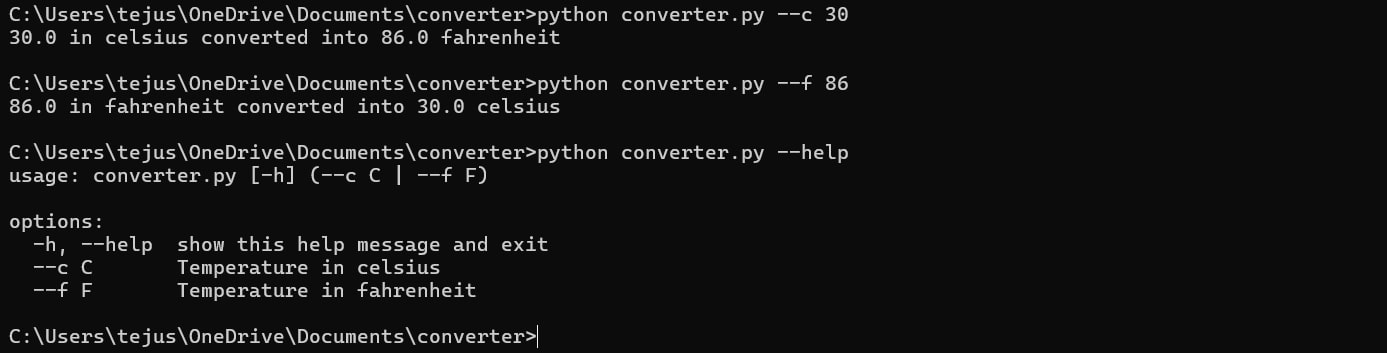 C:\Users\tejus\OneDrive\Documents\converter>python converter.py --c 30
30.0 in celsius converted into 86.0 fahrenheit
C:\Users\tejus\OneDrive\Documents\converter>python converter.py --f 86
86.0 in fahrenheit converted into 30.0 celsius
C:\Users\tejus\OneDrive\Documents\converter>python converter.py --help
usage: converter.py [-h] (--c C | --f F)
options:
  -h, --help  show this help message and exit
  --c C       Temperature in celsius
  --f F       Temperature in fahrenheit
C:\Users\tejus\OneDrive\Documents\converter>